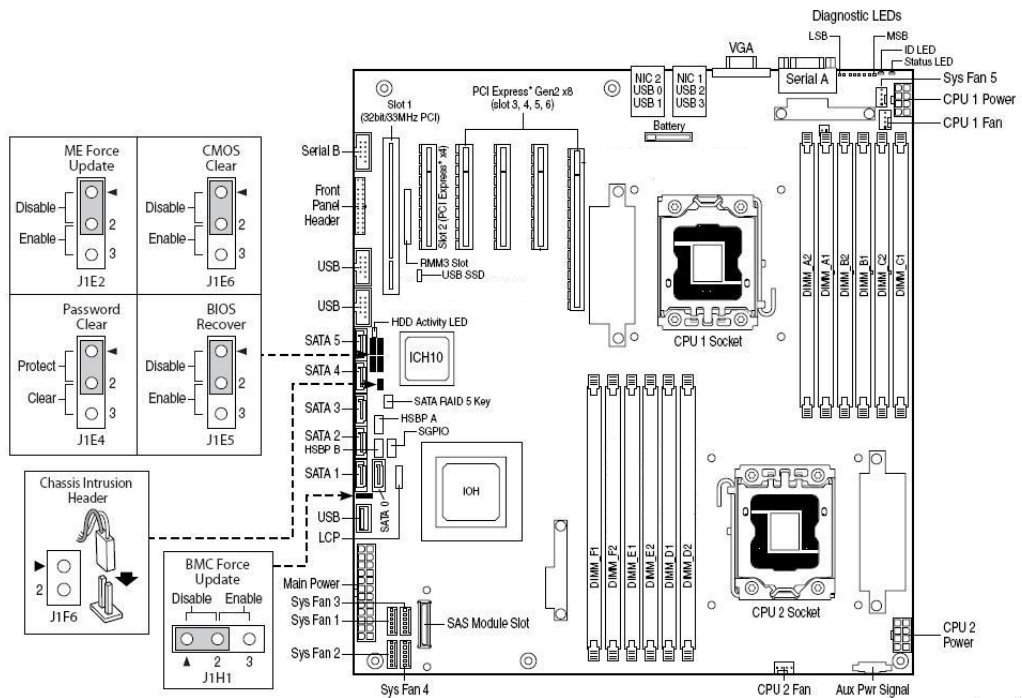 Diagnostic LEDs
LSB
MSB
ID LED
Status LED
VGA
Serial A
Sys Fan 5
CPU 1 Power
CPU 1 Fan
NIC 2
USB 0
USB 1
NIC 1
USB 2
USB 3
Battery
PCI Express* Gen2 x8
(slot 3, 4, 5, 6)
Slot 1
(32bit/33MHz PCI)
Slot 2 (PCI Express* x4)
Serial B
Front
Panel
Header
RMM3 Slot
USB SSD
USB
USB
HDD Activity LED
SATA 5
SATA 4
SATA 3
SATA 2
HSBP B
SATA 1
SATA 0
USB
LCP
ICH10
SATA RAID 5 Key
HSBP A
SGPIO
IOH
CPU 1 Socket
DIMM_A2
DIMM_A1
DIMM_B2
DIMM_B1
DIMM_C2
DIMM_C1
DIMM_F1
DIMM_F2
DIMM_E1
DIMM_E2
DIMM_D1
DIMM_D2
CPU 2 Socket
Main Power
Sys Fan 3
Sys Fan 1
Sys Fan 2
Sys Fan 4
SAS Module Slot
CPU 2
Power
CPU 2 Fan
Aux Pwr Signal
ME Force
Update
Disable
Enable
2
3
J1E2
CMOS
Clear
Disable
Enable
2
3
J1E6
Password
Clear
Protect
Clear
2
3
J1E4
BIOS
Recover
Disable
Enable
2
3
J1E5
Chassis Intrusion
Header
2
J1F6
BMC Force
Update
Disable Enable
2 3
J1H1